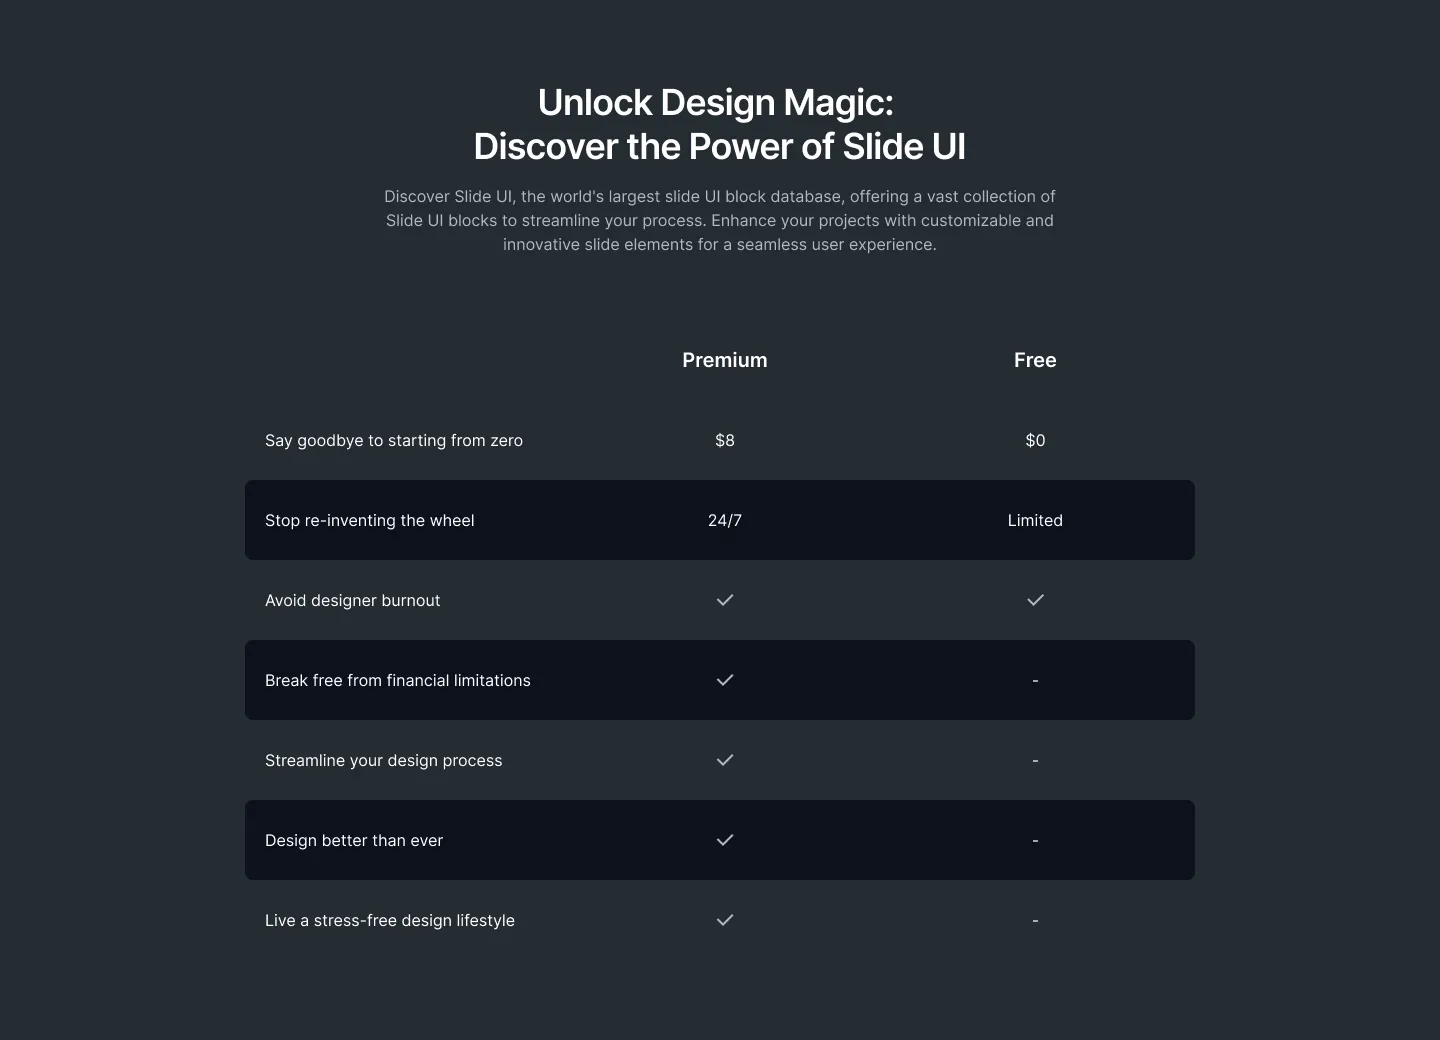 Unlock Design Magic:
Discover the Power of Slide UI
Discover Slide UI, the world's largest slide UI block database, offering a vast collection of
Slide UI blocks to streamline your process. Enhance your projects with customizable and
innovative slide elements for a seamless user experience.
Premium Free
Say goodbye to starting from zero $8 $0
Stop re-inventing the wheel 24/7 Limited
Avoid designer burnout ✓ ✓
Break free from financial limitations ✓ -
Streamline your design process ✓ -
Design better than ever ✓ -
Live a stress-free design lifestyle ✓ -